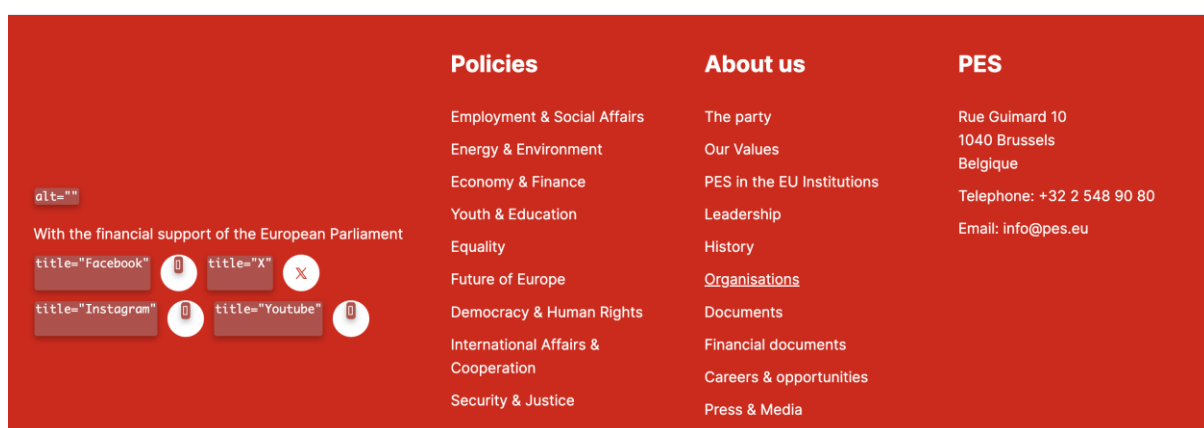 alt=""
With the financial support of the European Parliament
title="Facebook" title="X" X
title="Instagram" title="Youtube"
Policies
Employment & Social Affairs
Energy & Environment
Economy & Finance
Youth & Education
Equality
Future of Europe
Democracy & Human Rights
International Affairs &
Cooperation
Security & Justice
About us
The party
Our Values
PES in the EU Institutions
Leadership
History
Organisations
Documents
Financial documents
Careers & opportunities
Press & Media
PES
Rue Guimard 10
1040 Brussels
Belgique
Telephone: +32 2 548 90 80
Email: info@pes.eu